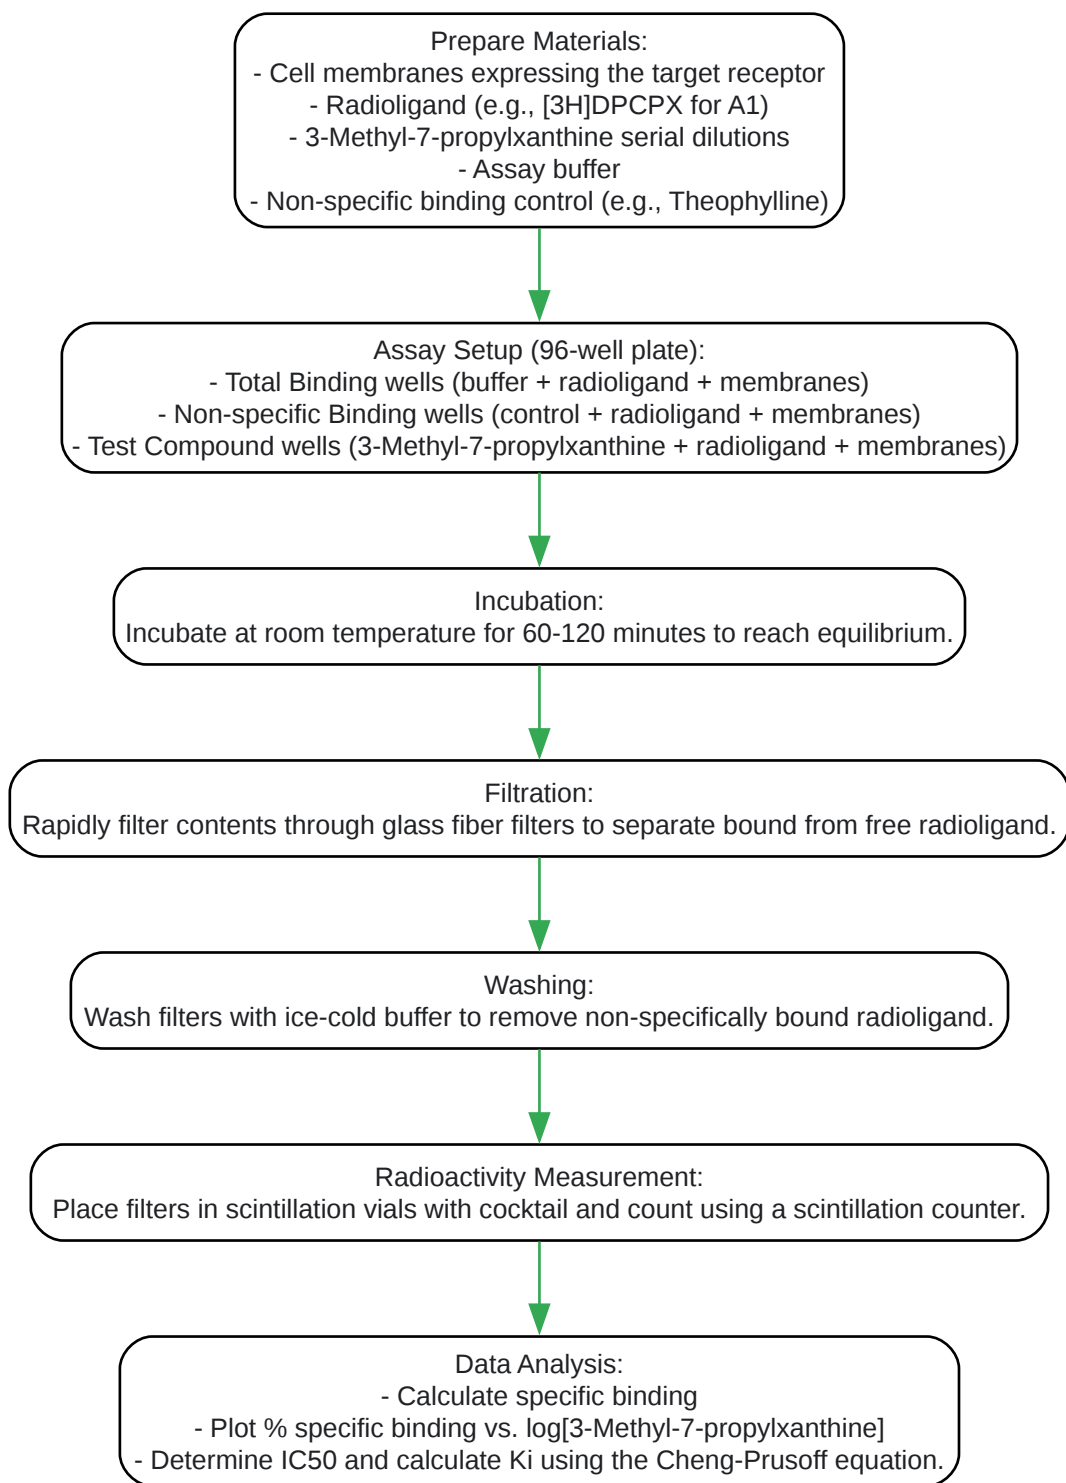 Prepare Materials:
- Cell membranes expressing the target receptor
- Radioligand (e.g., [3H]DPCPX for A1)
- 3-Methyl-7-propylxanthine serial dilutions
- Assay buffer
- Non-specific binding control (e.g., Theophylline)
Assay Setup (96-well plate):
- Total Binding wells (buffer + radioligand + membranes)
- Non-specific Binding wells (control + radioligand + membranes)
- Test Compound wells (3-Methyl-7-propylxanthine + radioligand + membranes)
Incubation:
Incubate at room temperature for 60-120 minutes to reach equilibrium.
Filtration:
Rapidly filter contents through glass fiber filters to separate bound from free radioligand.
Washing:
Wash filters with ice-cold buffer to remove non-specifically bound radioligand.
Radioactivity Measurement:
Place filters in scintillation vials with cocktail and count using a scintillation counter.
Data Analysis:
- Calculate specific binding
- Plot % specific binding vs. log[3-Methyl-7-propylxanthine]
- Determine IC50 and calculate Ki using the Cheng-Prusoff equation.